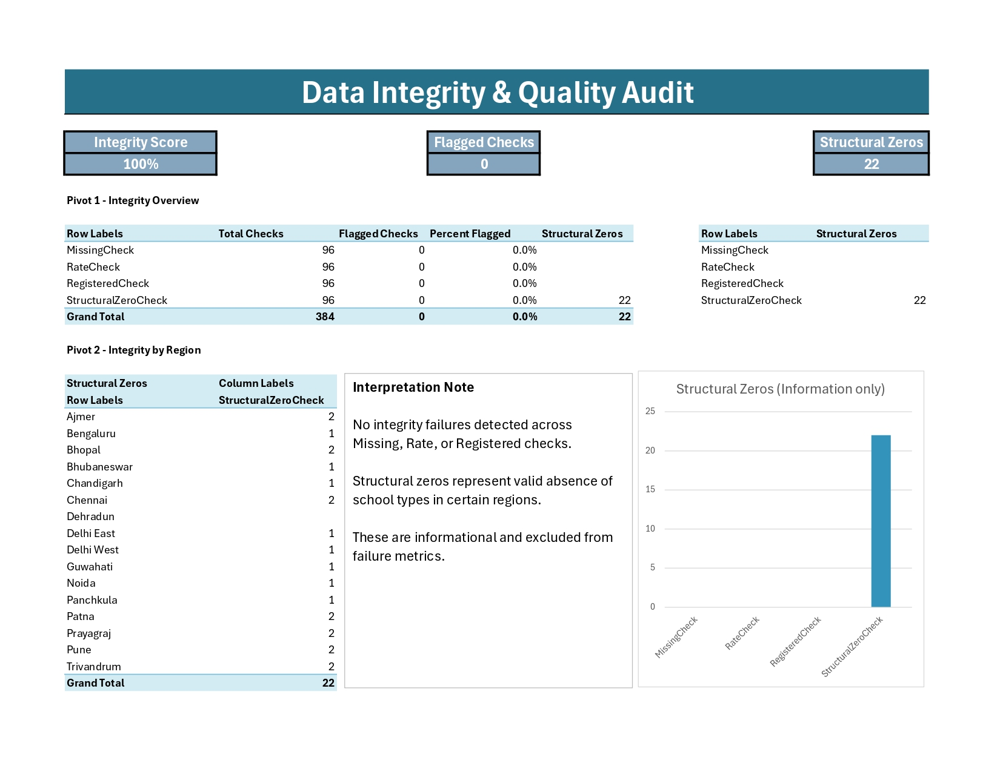 Data Integrity & Quality Audit
Integrity Score Flagged Checks Structural Zeros
100% 0 22
Pivot 1 - Integrity Overview
Row Labels Total Checks Flagged Checks Percent Flagged Structural Zeros
MissingCheck 96 0 0.0%
RateCheck 96 0 0.0%
RegisteredCheck 96 0 0.0%
StructuralZeroCheck 96 0 0.0% 22
Grand Total 384 0 0.0% 22
Row Labels Structural Zeros
MissingCheck
RateCheck
RegisteredCheck
StructuralZeroCheck 22
Pivot 2 - Integrity by Region
Structural Zeros Column Labels
Row Labels StructuralZeroCheck
Ajmer 2
Bengaluru 1
Bhopal 2
Bhubaneswar 1
Chandigarh 1
Chennai 2
Dehradun
Delhi East 1
Delhi West 1
Guwahati 1
Noida 1
Panchkula 1
Patna 2
Prayagraj 2
Pune 2
Trivandrum 2
Grand Total 22
Interpretation Note
No integrity failures detected across
Missing, Rate, or Registered checks.
Structural zeros represent valid absence of
school types in certain regions.
These are informational and excluded from
failure metrics.
Structural Zeros (Information only)
25
20
15
10
5
0
MissingCheck
RateCheck
RegisteredCheck
StructuralZeroCheck